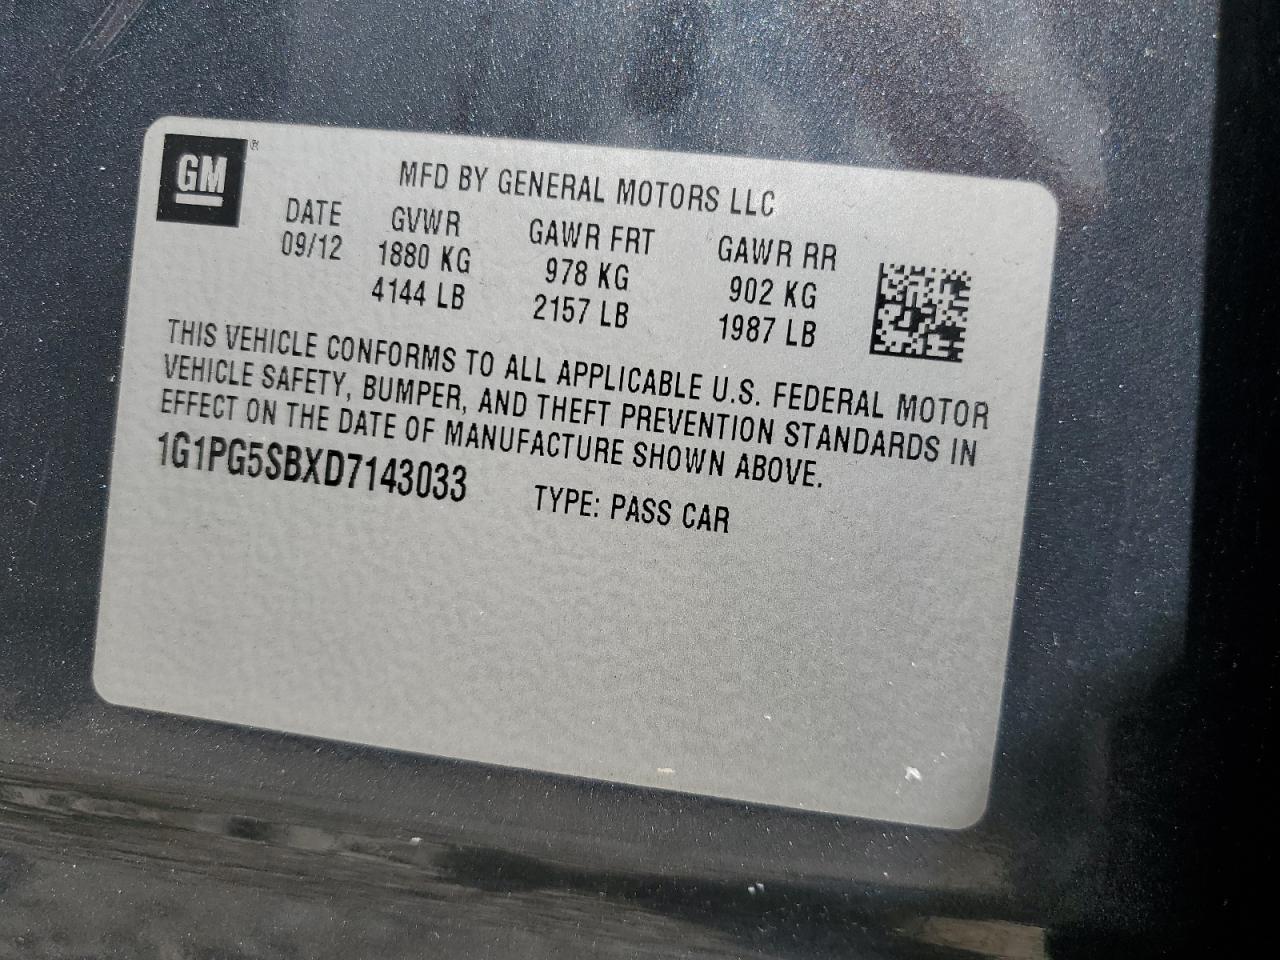 GM ®
MFD BY GENERAL MOTORS LLC
DATE GVWR GAWR FRT GAWR RR
09/12 1880 KG 978 KG 902 KG
4144 LB 2157 LB 1987 LB
THIS VEHICLE CONFORMS TO ALL APPLICABLE U.S. FEDERAL MOTOR
VEHICLE SAFETY, BUMPER, AND THEFT PREVENTION STANDARDS IN
EFFECT ON THE DATE OF MANUFACTURE SHOWN ABOVE.
1G1PG5SBXD7143033 TYPE: PASS CAR